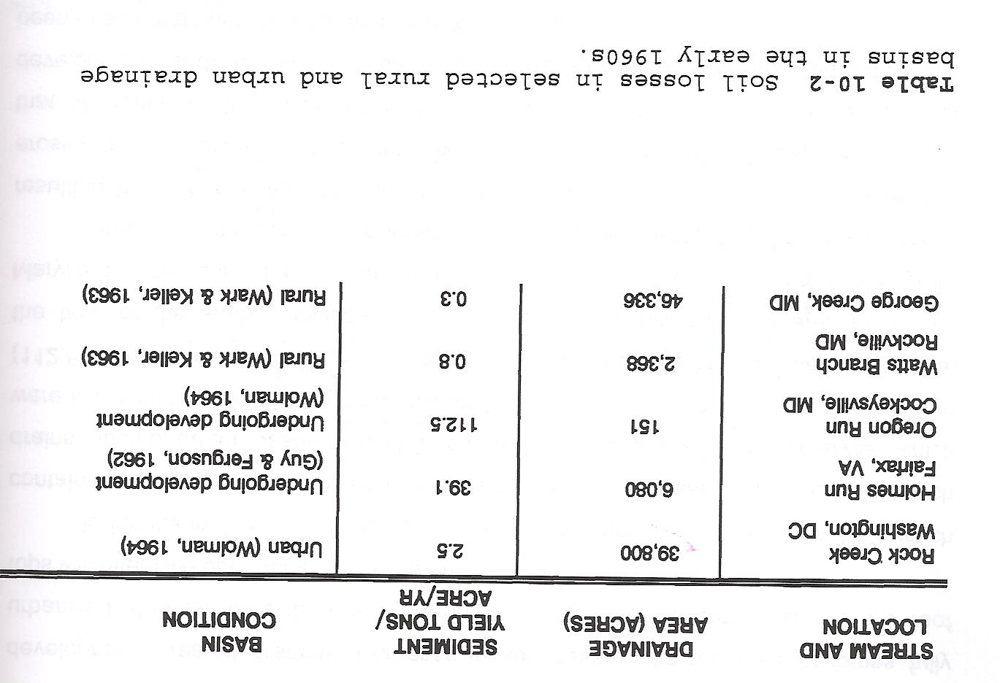 STREAM AND LOCATION | DRAINAGE AREA (ACRES) | SEDIMENT YIELD TONS/ ACRE/YR | BASIN CONDITION
Rock Creek | 39,800 | 2.5 | Urban (Wolman, 1964)
Washington, DC
Holmes Run | 6,080 | 39.1 | Undergoing development
Fairfax, VA | (Guy & Ferguson, 1962)
Oregon Run | 151 | 112.5 | Undergoing development
Cockeysville, MD | (Wolman, 1964)
Watts Branch | 2,368 | 0.8 | Rural (Wark & Keller, 1963)
Rockville, MD
George Creek, MD | 46,336 | 0.3 | Rural (Wark & Keller, 1963)
Table 10-2 Soil losses in selected rural and urban drainage
basins in the early 1960s.